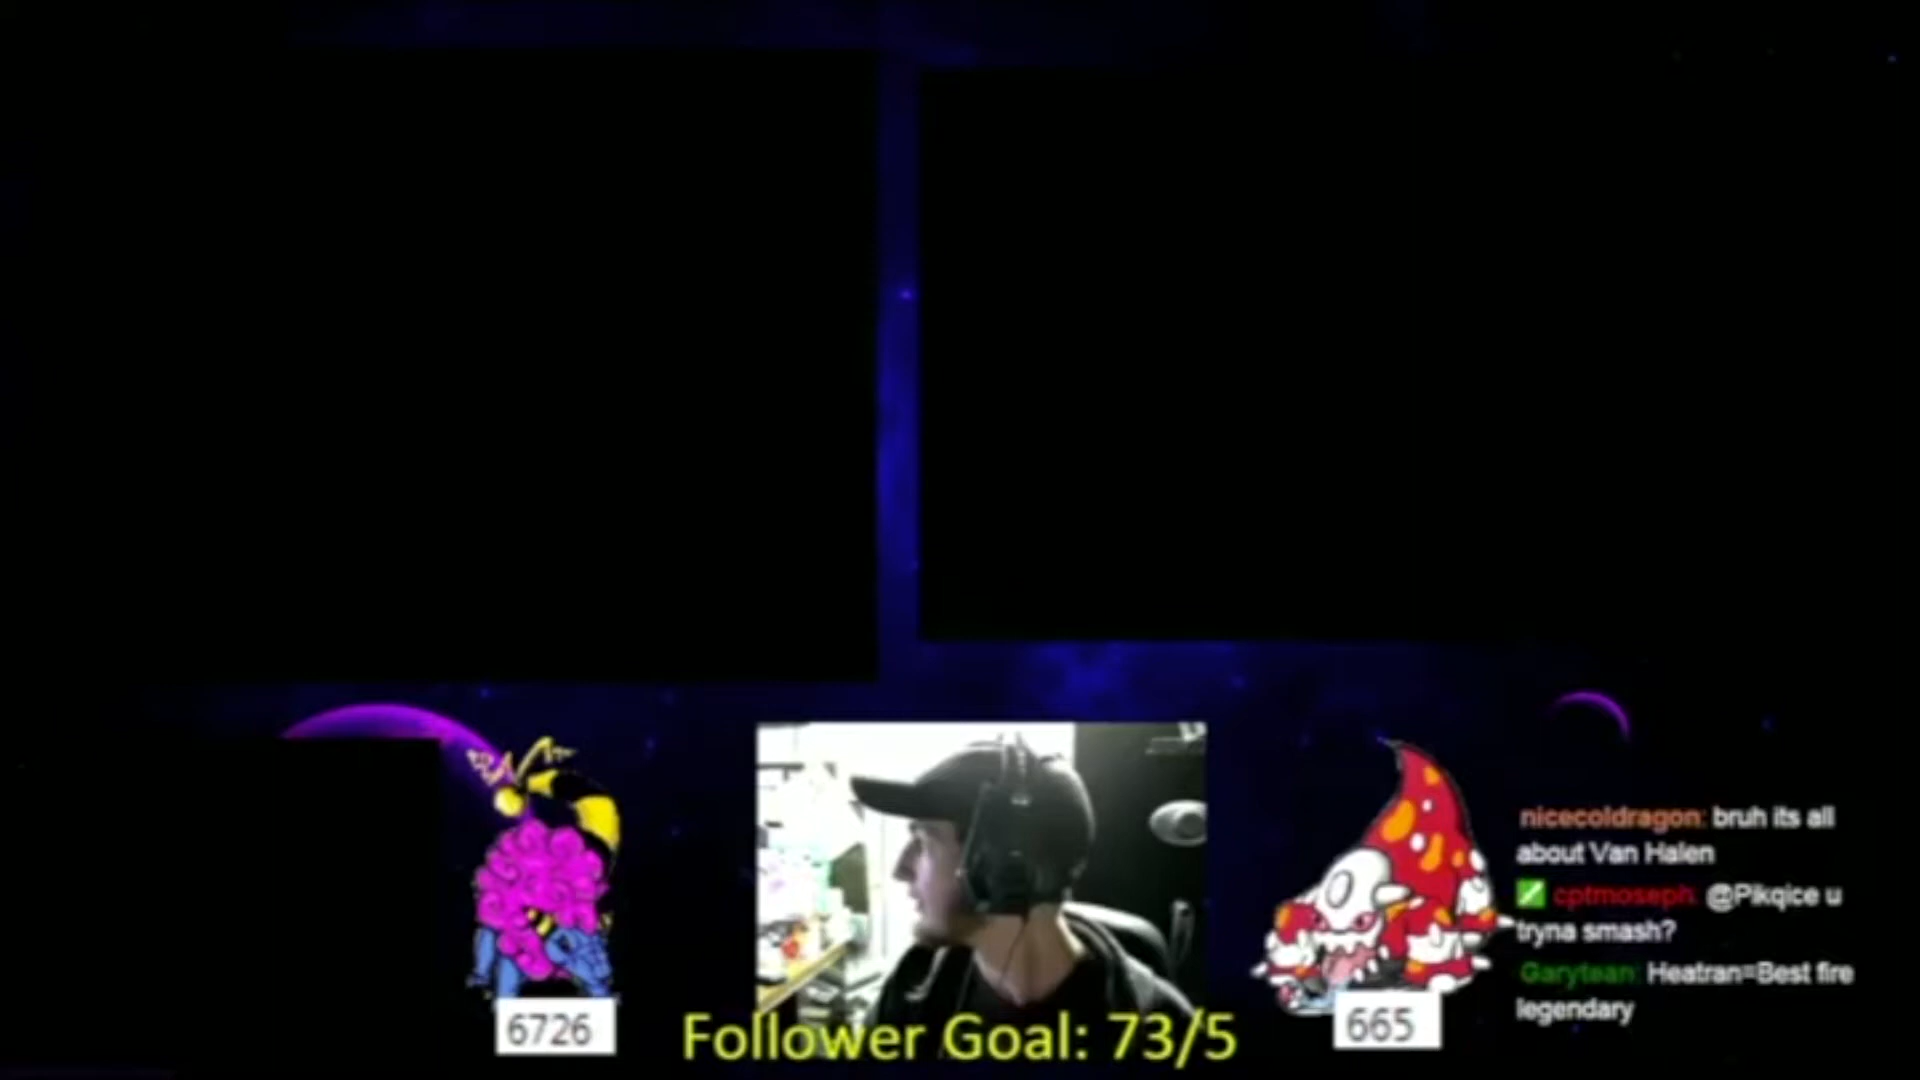 nicecoldragon: bruh its all
about Van Halen
cptmoseph: @Pikqice u
tryna smash?
Garytean: Heatran=Best fire
legendary
6726
Follower Goal: 73/5
665